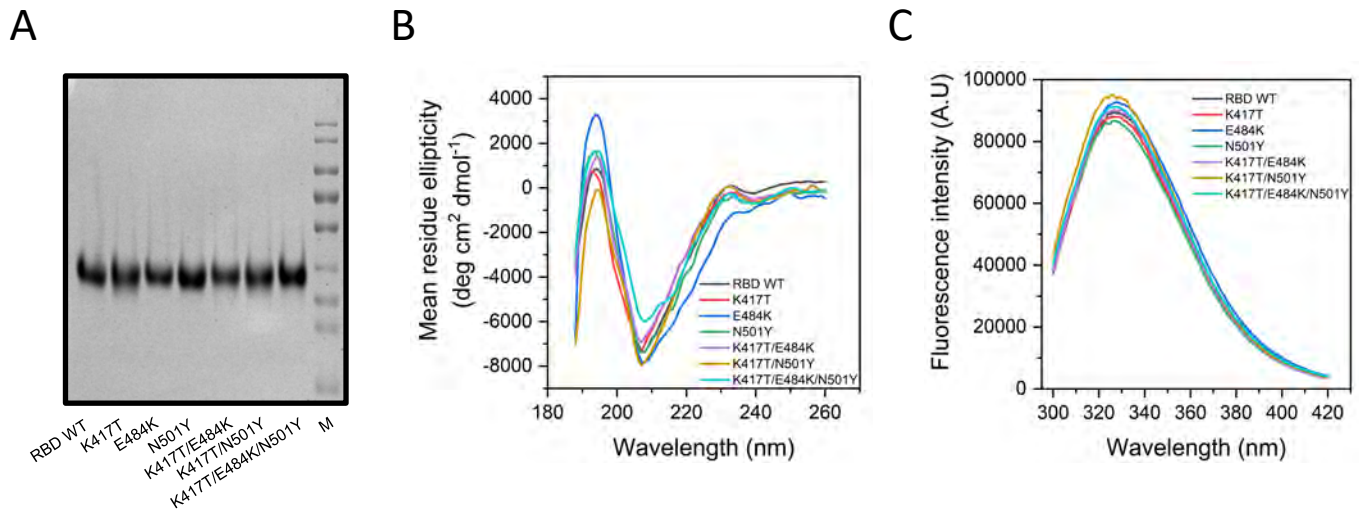 A
B
C
RBD WT
K417T
E484K
N501Y
K417T/E484K
K417T/N501Y
K417T/E484K/N501Y
M
Mean residue ellipticity
(deg cm² dmol⁻¹)
4000
2000
0
-2000
-4000
-6000
-8000
RBD WT
K417T
E484K
N501Y
K417T/E484K
K417T/N501Y
K417T/E484K/N501Y
180 200 220 240 260
Wavelength (nm)
Fluorescence intensity (A.U)
100000
80000
60000
40000
20000
0
RBD WT
K417T
E484K
N501Y
K417T/E484K
K417T/N501Y
K417T/E484K/N501Y
300 320 340 360 380 400 420
Wavelength (nm)